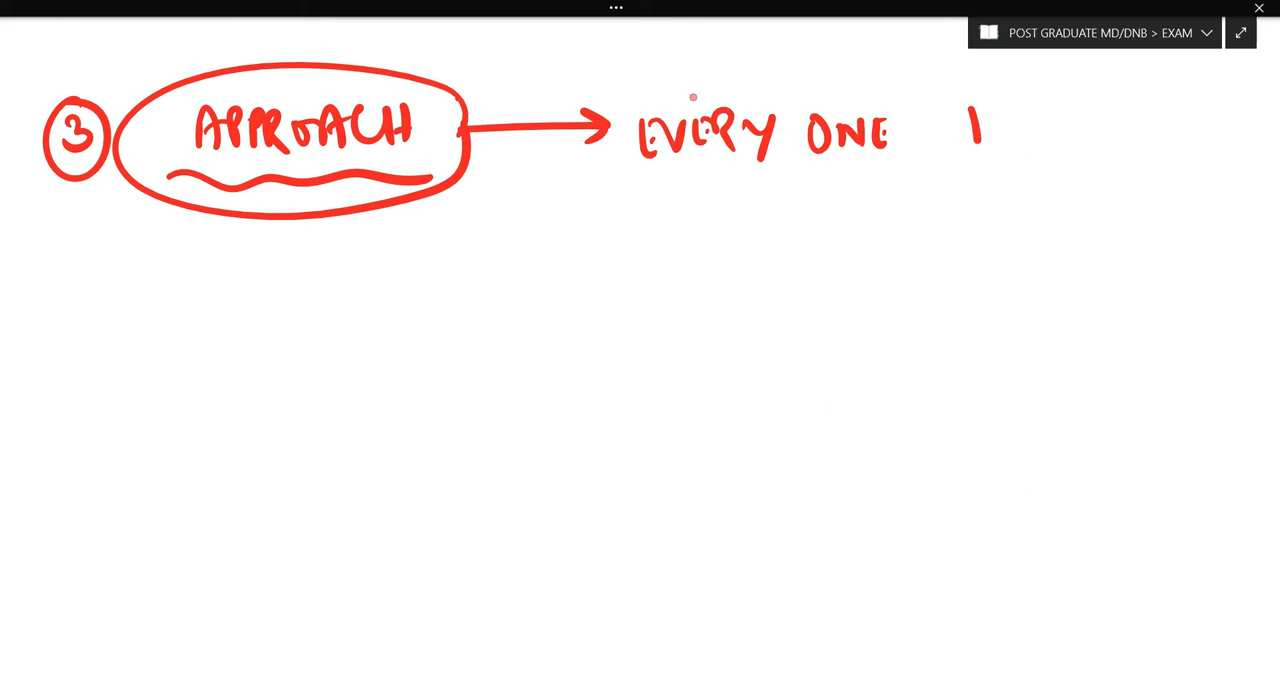 POST GRADUATE MD/DNB > EXAM
3 APPROACH → EVERY ONE I